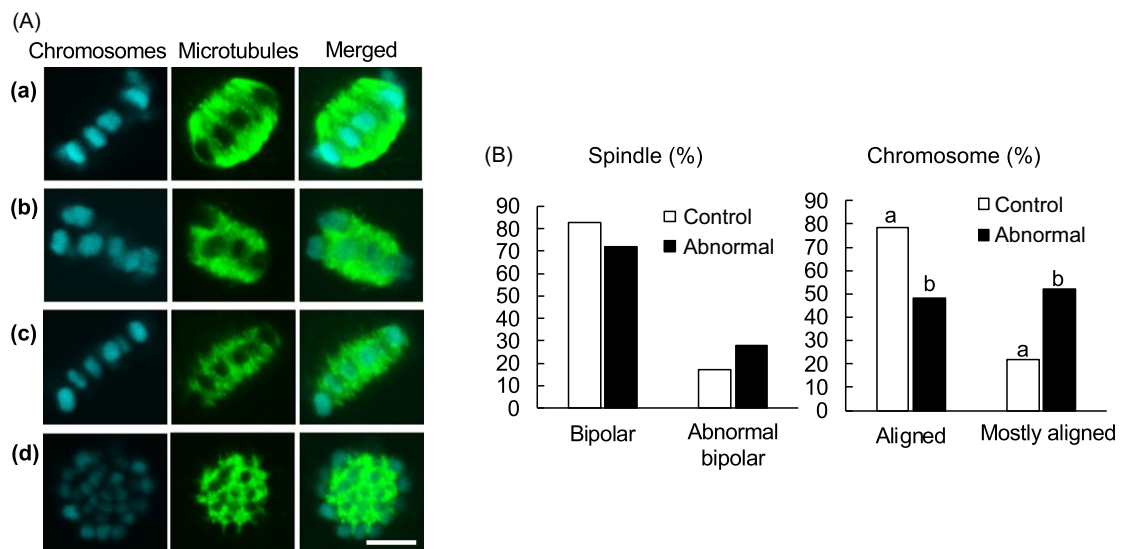 (A)
Chromosomes Microtubules Merged
(a)
(b)
(c)
(d)
(B)
Spindle (%)
90
80
70
60
50
40
30
20
10
0
Control
Abnormal
Bipolar
Abnormal
bipolar
Chromosome (%)
90
80
70
60
50
40
30
20
10
0
Control
Abnormal
a
b
a
b
Aligned
Mostly aligned